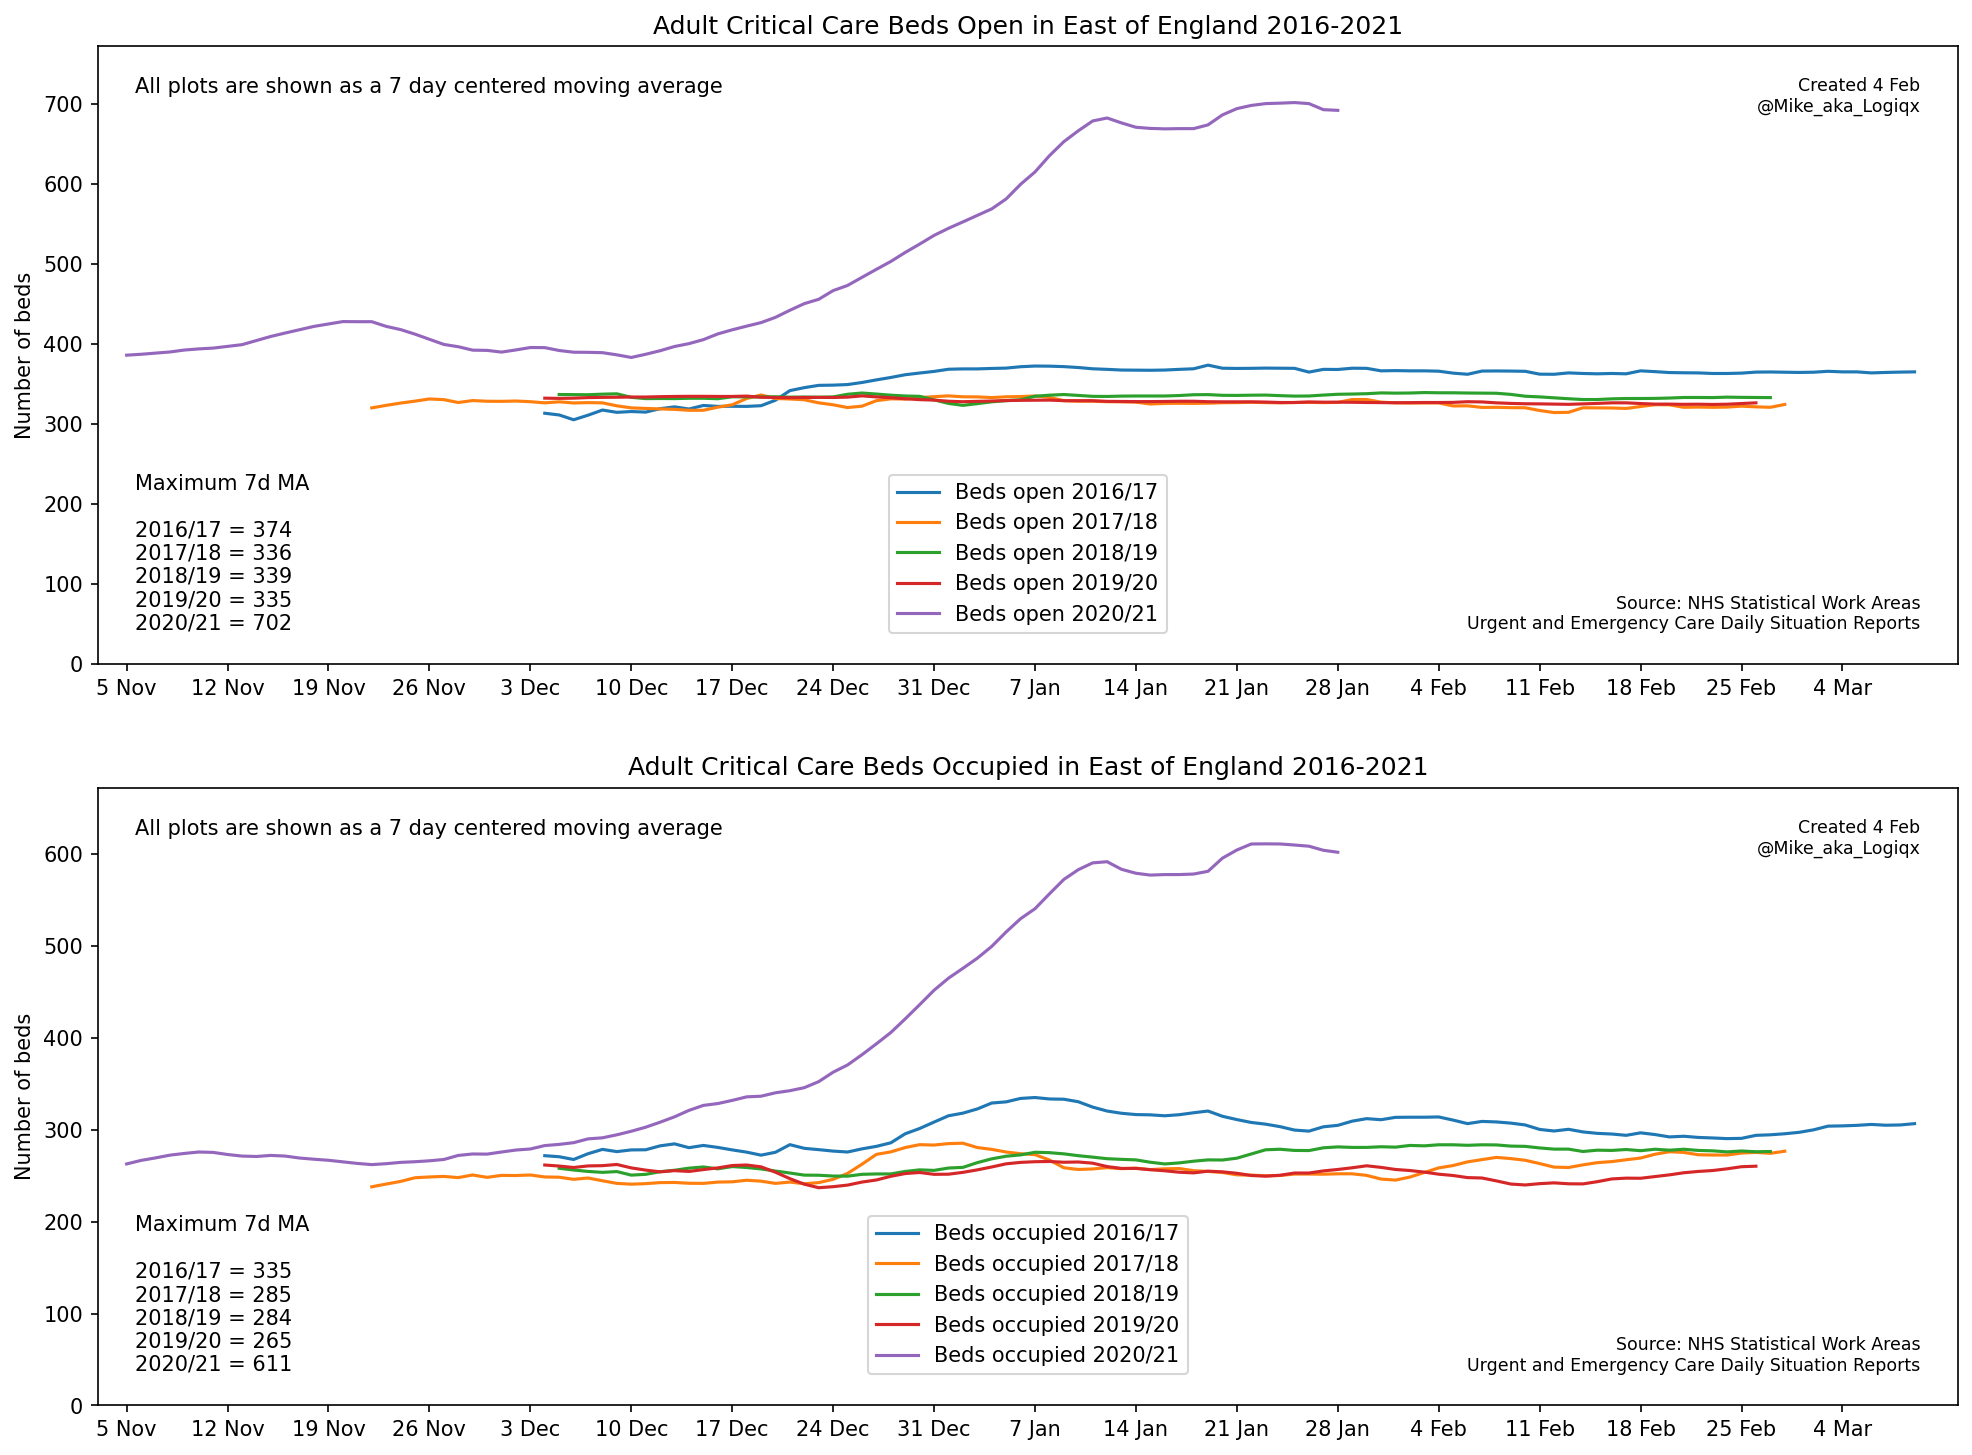 Adult Critical Care Beds Open in East of England 2016-2021
All plots are shown as a 7 day centered moving average
Created 4 Feb
@Mike_aka_Logiqx
700
600
500
400
300
200
100
0
Number of beds
Maximum 7d MA
2016/17 = 374
2017/18 = 336
2018/19 = 339
2019/20 = 335
2020/21 = 702
Beds open 2016/17
Beds open 2017/18
Beds open 2018/19
Beds open 2019/20
Beds open 2020/21
Source: NHS Statistical Work Areas
Urgent and Emergency Care Daily Situation Reports
5 Nov 12 Nov 19 Nov 26 Nov 3 Dec 10 Dec 17 Dec 24 Dec 31 Dec 7 Jan 14 Jan 21 Jan 28 Jan 4 Feb 11 Feb 18 Feb 25 Feb 4 Mar
Adult Critical Care Beds Occupied in East of England 2016-2021
All plots are shown as a 7 day centered moving average
Created 4 Feb
@Mike_aka_Logiqx
600
500
400
300
200
100
0
Number of beds
Maximum 7d MA
2016/17 = 335
2017/18 = 285
2018/19 = 284
2019/20 = 265
2020/21 = 611
Beds occupied 2016/17
Beds occupied 2017/18
Beds occupied 2018/19
Beds occupied 2019/20
Beds occupied 2020/21
Source: NHS Statistical Work Areas
Urgent and Emergency Care Daily Situation Reports
5 Nov 12 Nov 19 Nov 26 Nov 3 Dec 10 Dec 17 Dec 24 Dec 31 Dec 7 Jan 14 Jan 21 Jan 28 Jan 4 Feb 11 Feb 18 Feb 25 Feb 4 Mar